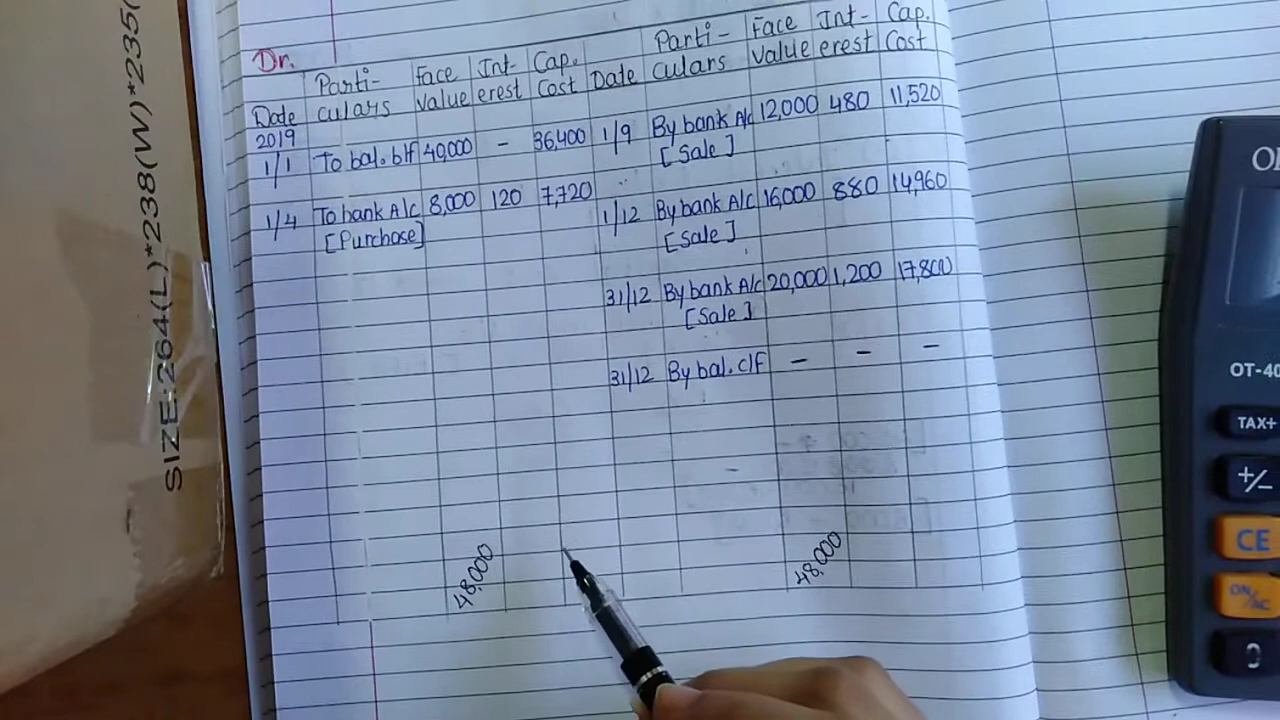 SIZE:264(L)*238(W)*235(
Dr.
Date Parti-culars Face value Int-erest Cap. Cost Date Parti-culars Face value Int-erest Cap. Cost
2019
1/1 To bal. b/f 40,000 - 36,400 1/9 By bank A/c 12,000 480 11,520
[Sale]
1/4 To bank A/c 8,000 120 7,720 1/12 By bank A/c 16,000 880 14,960
[Purchase] [Sale]
31/12 By bank A/c 20,000 1,200 17,800
[Sale]
31/12 By bal. c/f - - -
48,000 48,000
OT-40
TAX+
+/-
CE
ON/AC